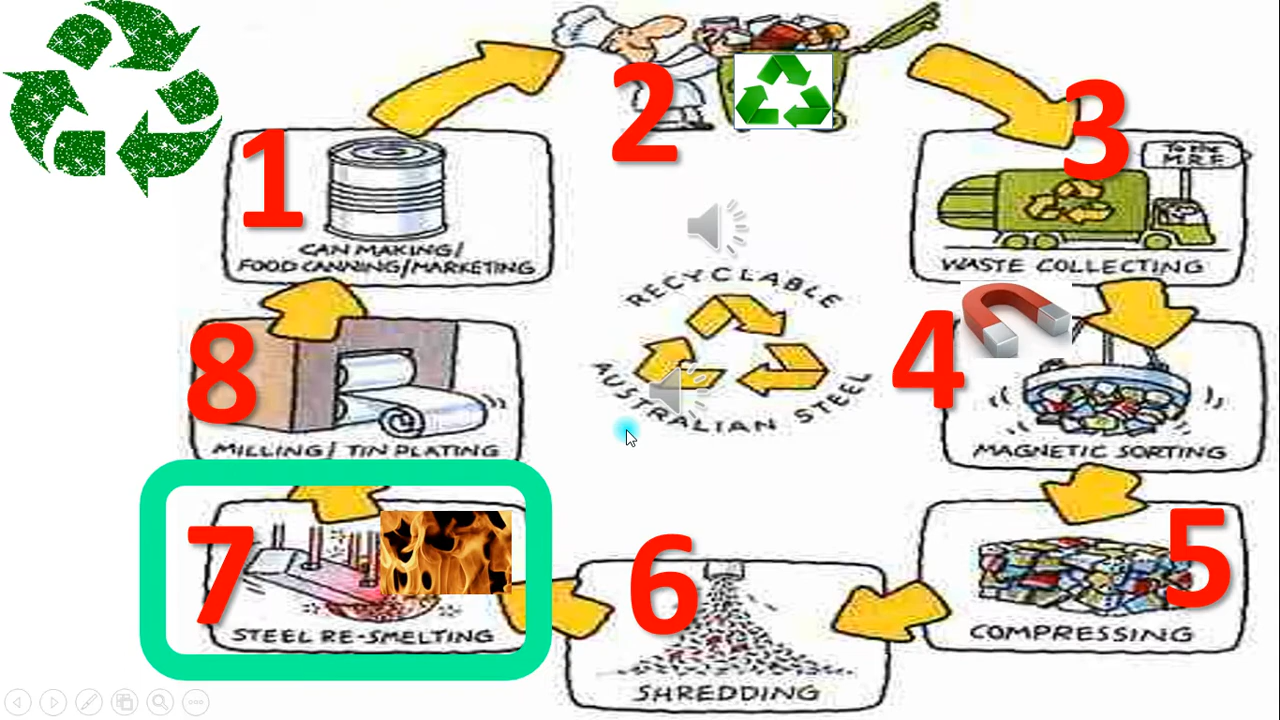 1
CAN MAKING/
FOOD CANNING/MARKETING
2
3
TO THE
M.R.F.
WASTE COLLECTING
4
MAGNETIC SORTING
5
COMPRESSING
6
SHREDDING
7
STEEL RE-SMELTING
8
MILLING/TIN PLATING
RECYCLABLE
AUSTRALIAN STEEL